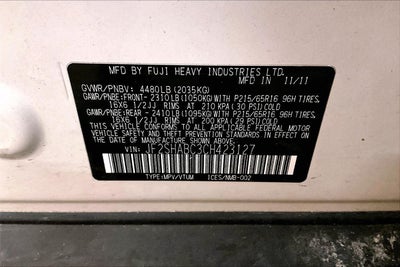 MFD BY FUJI HEAVY INDUSTRIES LTD.
MADE IN 11/11
GVWR/PNBV: 4480LB (2035KG)
GAWR/PNBE:FRONT-2310LB (1050KG) WITH P215/65R16 96H TIRES,
16X6 1/2JJ RIMS AT 210 KPA (30 PSI) COLD
GAWR/PNBE:REAR-2410LB (1095KG) WITH P215/65R16 96H TIRES,
16X6 1/2JJ RIMS AT 200 KPA (29 PSI) COLD
THIS VEHICLE CONFORMS TO ALL APPLICABLE FEDERAL MOTOR
VEHICLE SAFETY AND THEFT PREVENTION STANDARDS IN EFFECT
ON THE DATE OF MANUFACTURE SHOWN ABOVE.
VIN: JF2SHABC3CH423127
TYPE:MPV/VTUM ICES/NMB-002